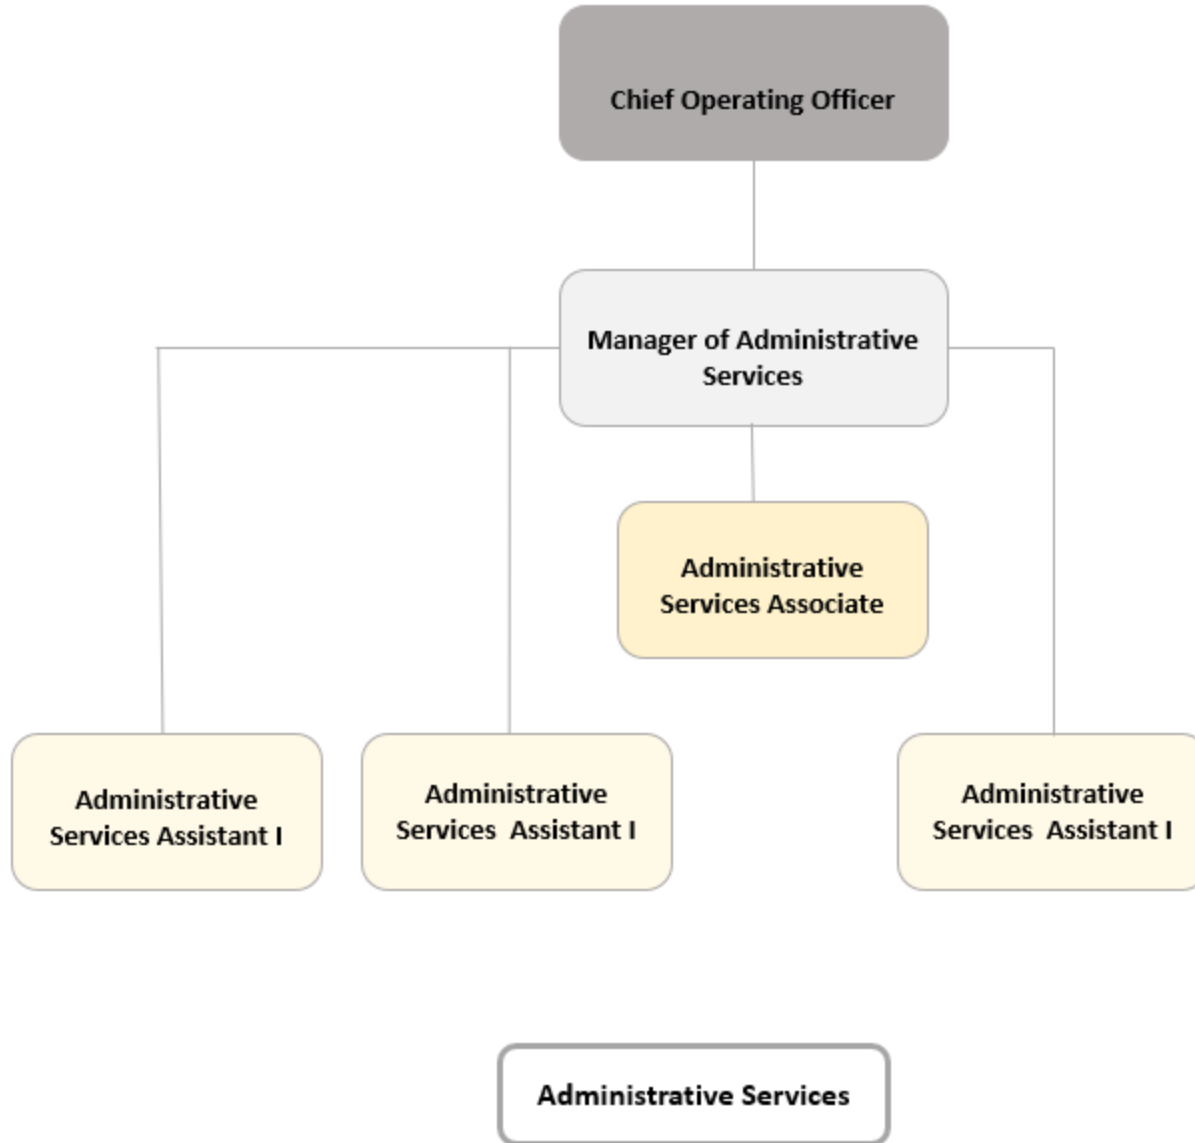 Chief Operating Officer
Manager of Administrative
Services
Administrative
Services Associate
Administrative
Services Assistant I
Administrative
Services  Assistant I
Administrative
Services  Assistant I
Administrative Services